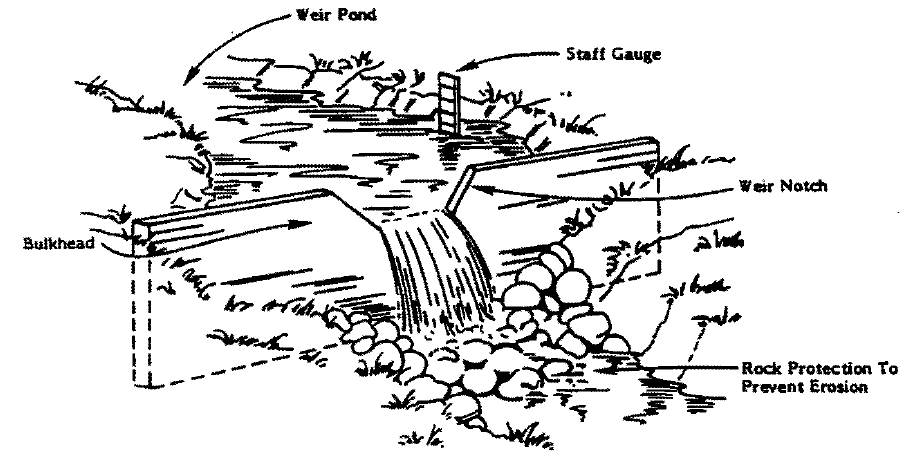 Weir Pond
Staff Gauge
Weir Notch
Bulkhead
Rock Protection To
Prevent Erosion